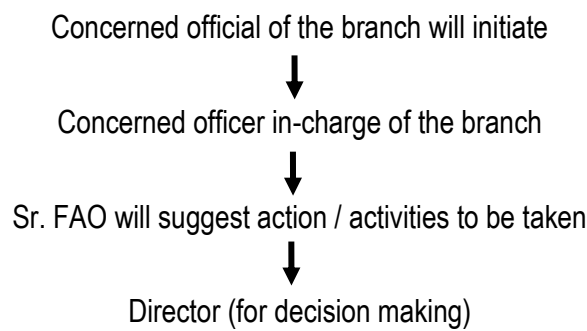 Concerned official of the branch will initiate
Concerned officer in-charge of the branch
Sr. FAO will suggest action / activities to be taken
Director (for decision making)